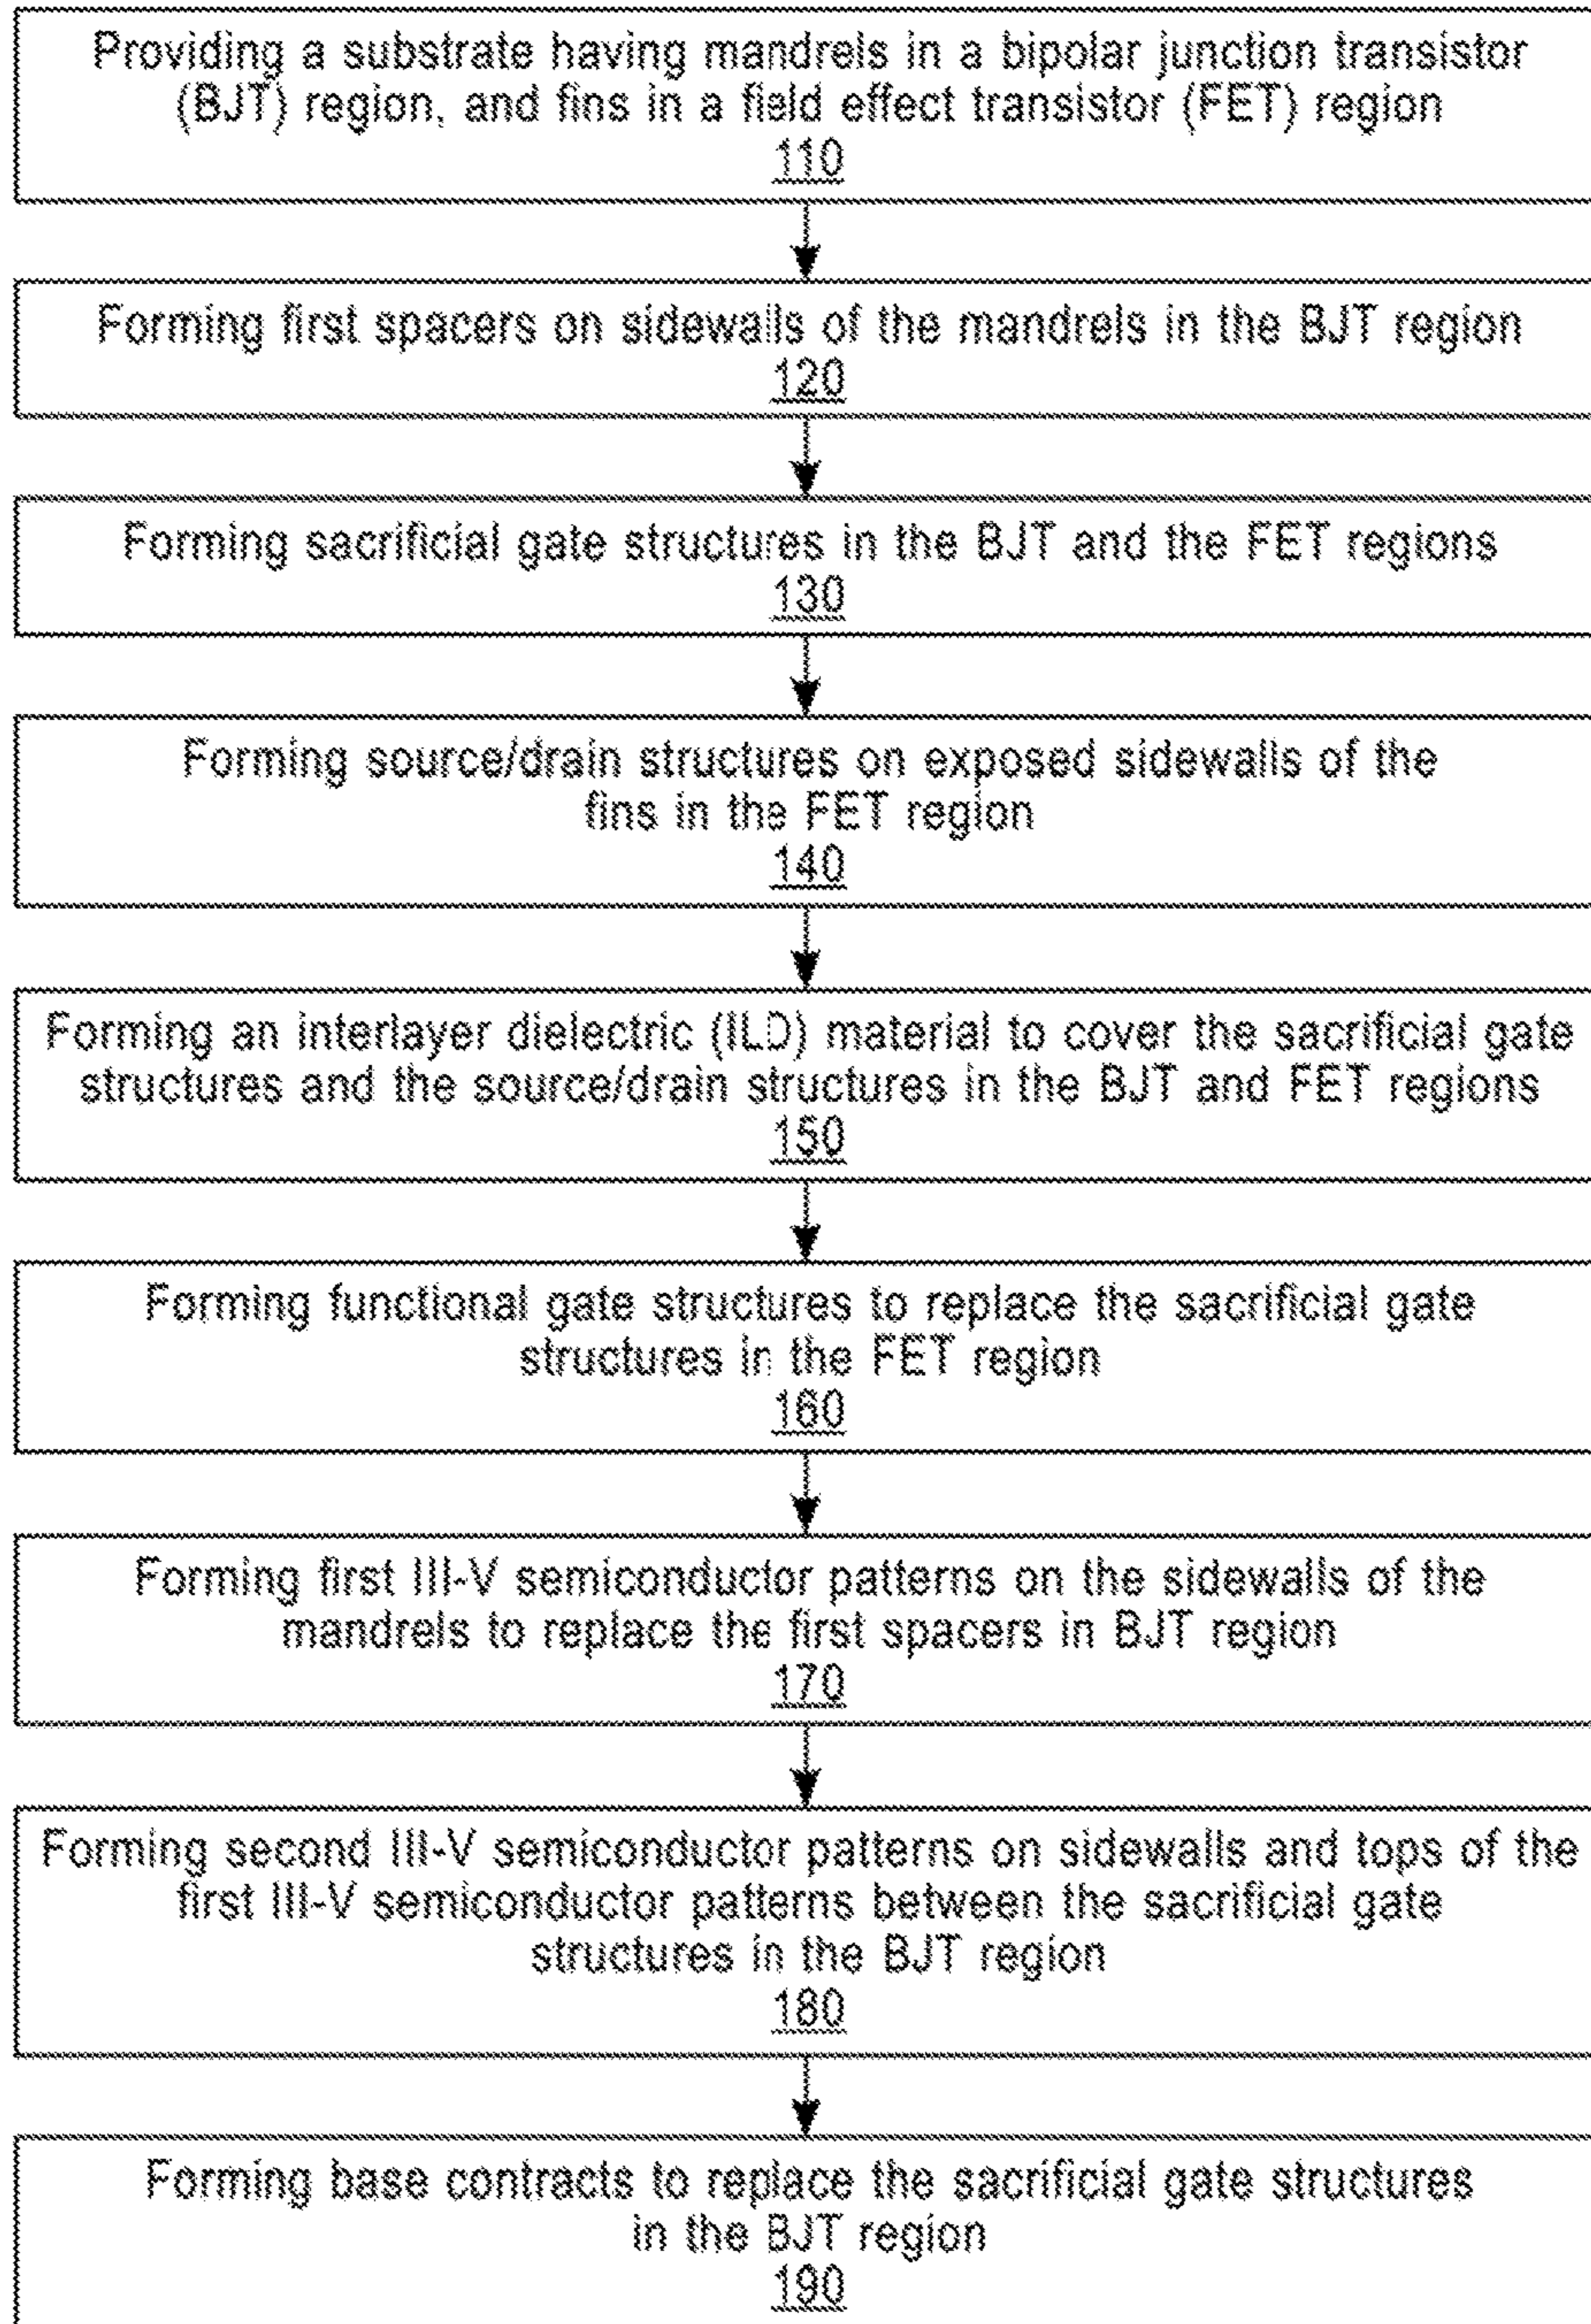 Providing a substrate having mandrels in a bipolar junction transistor
(BJT) region, and fins in a field effect transistor (FET) region
110
Forming first spacers on sidewalls of the mandrels in the BJT region
120
Forming sacrificial gate structures in the BJT and the FET regions
130
Forming source/drain structures on exposed sidewalls of the
fins in the FET region
140
Forming an interlayer dielectric (ILD) material to cover the sacrificial gate
structures and the source/drain structures in the BJT and FET regions
150
Forming functional gate structures to replace the sacrificial gate
structures in the FET region
160
Forming first III-V semiconductor patterns on the sidewalls of the
mandrels to replace the first spacers in BJT region
170
Forming second III-V semiconductor patterns on sidewalls and tops of the
first III-V semiconductor patterns between the sacrificial gate
structures in the BJT region
180
Forming base contracts to replace the sacrificial gate structures
in the BJT region
190